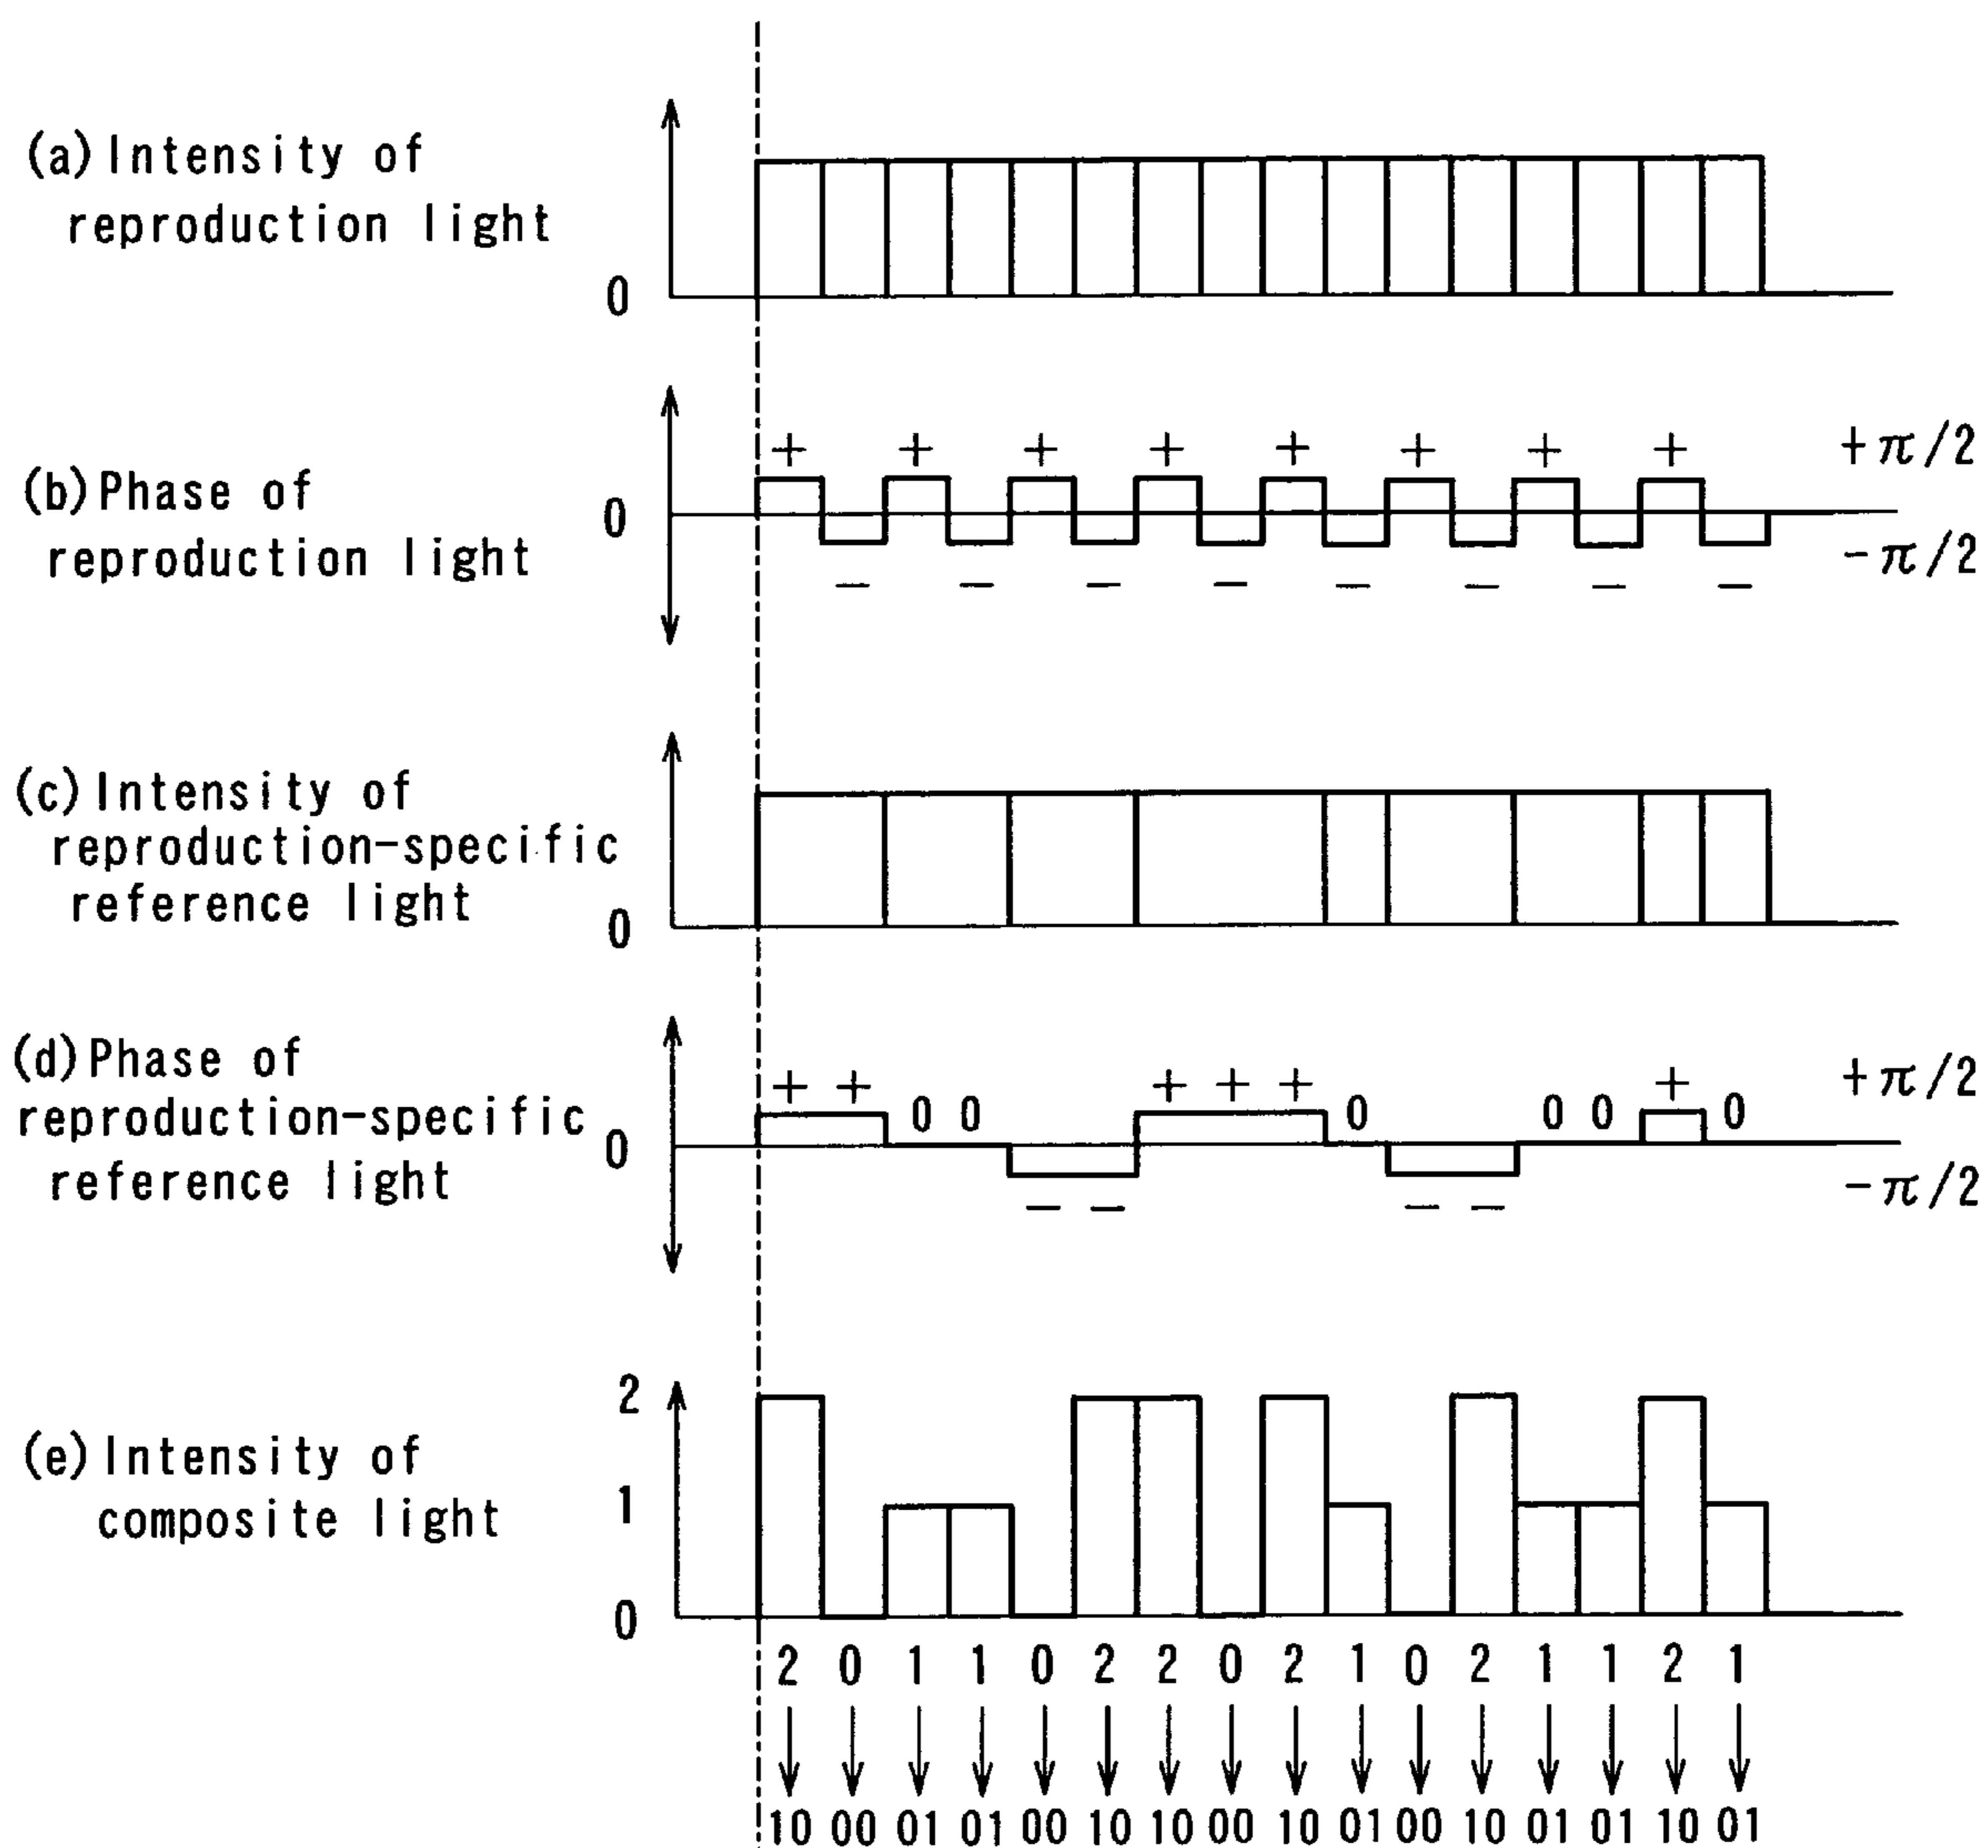 (a) Intensity of
reproduction light
0
+ + + + + + + +
+π/2
(b) Phase of
0
reproduction light
-π/2
− − − − − − − −
(c) Intensity of
reproduction-specific
reference light
0
(d) Phase of
+ + 0 0 + + + 0 0 0 + 0
+π/2
reproduction-specific
0
reference light
-π/2
− − − −
2
(e) Intensity of
1
composite light
0
2 0 1 1 0 2 2 0 2 1 0 2 1 1 2 1
10 00 01 01 00 10 10 00 10 01 00 10 01 01 10 01